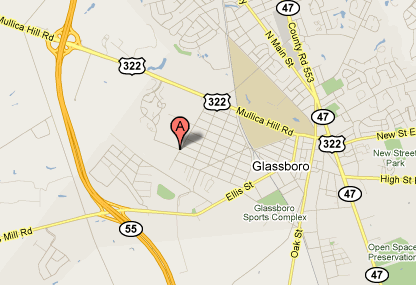 47
Mullica Hill Rd
322
N Main St
County Rd 553
322
Mullica Hill Rd
47
A
New St E
322
New Street
Park
Glassboro
High St
Ellis St
47
Glassboro
Sports Complex
55
s Mill Rd
Oak St
Open Space
Preservation
47